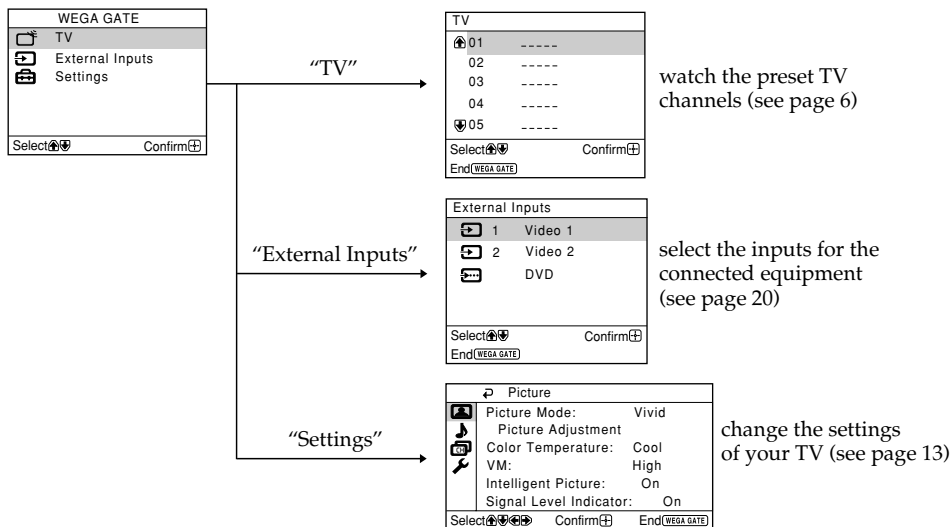 WEGA GATE
TV
External Inputs
Settings
Select Confirm
"TV"
TV
01 -----
02 -----
03 -----
04 -----
05 -----
Select Confirm
End WEGA GATE
watch the preset TV
channels (see page 6)
"External Inputs"
External Inputs
1 Video 1
2 Video 2
DVD
Select Confirm
End WEGA GATE
select the inputs for the
connected equipment
(see page 20)
"Settings"
Picture
Picture Mode: Vivid
Picture Adjustment
Color Temperature: Cool
VM: High
Intelligent Picture: On
Signal Level Indicator: On
Select Confirm End WEGA GATE
change the settings
of your TV (see page 13)